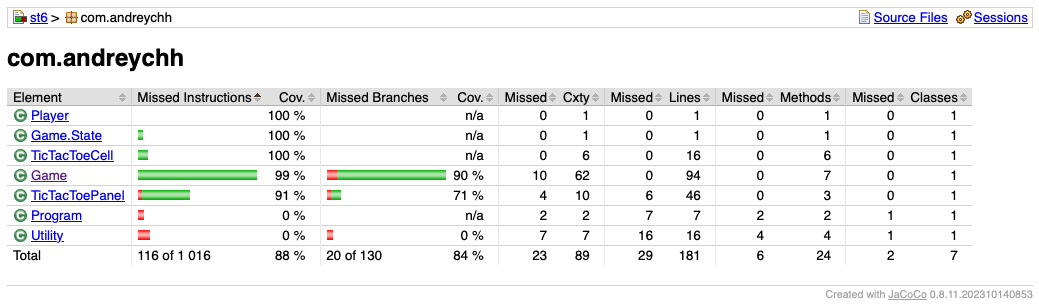 st6 > com.andreychh Source Files Sessions
com.andreychh
Element Missed Instructions Cov. Missed Branches Cov. Missed Cxty Missed Lines Missed Methods Missed Classes
Player 100 % n/a 0 1 0 1 0 1 0 1
Game.State 100 % n/a 0 1 0 1 0 1 0 1
TicTacToeCell 100 % n/a 0 6 0 16 0 6 0 1
Game 99 % 90 % 10 62 0 94 0 7 0 1
TicTacToePanel 91 % 71 % 4 10 6 46 0 3 0 1
Program 0 % n/a 2 2 7 7 2 2 1 1
Utility 0 % 0 % 7 7 16 16 4 4 1 1
Total 116 of 1 016 88 % 20 of 130 84 % 23 89 29 181 6 24 2 7
Created with JaCoCo 0.8.11.202310140853